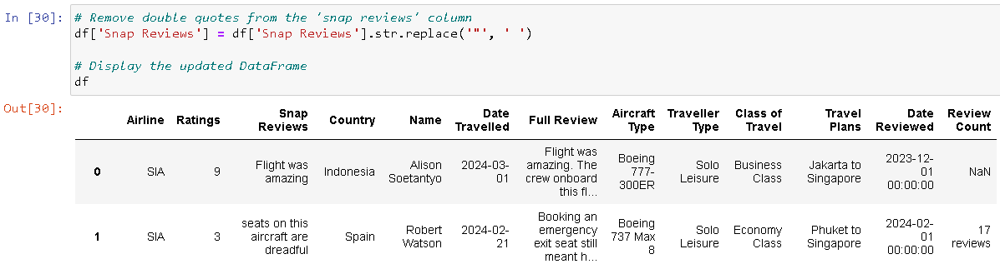 In [30]: # Remove double quotes from the 'snap reviews' column
df['Snap Reviews'] = df['Snap Reviews'].str.replace('"', ' ')
# Display the updated DataFrame
df
Out[30]:
Airline Ratings Snap Reviews Country Name Date Travelled Full Review Aircraft Type Traveller Type Class of Travel Travel Plans Date Reviewed Review Count
0 SIA 9 Flight was amazing Indonesia Alison Soetantyo 2024-03-01 Flight was amazing. The crew onboard this fl... Boeing 777-300ER Solo Leisure Business Class Jakarta to Singapore 2023-12-01 00:00:00 NaN
1 SIA 3 seats on this aircraft are dreadful Spain Robert Watson 2024-02-21 Booking an emergency exit seat still meant h... Boeing 737 Max 8 Solo Leisure Economy Class Phuket to Singapore 2024-02-01 00:00:00 17 reviews